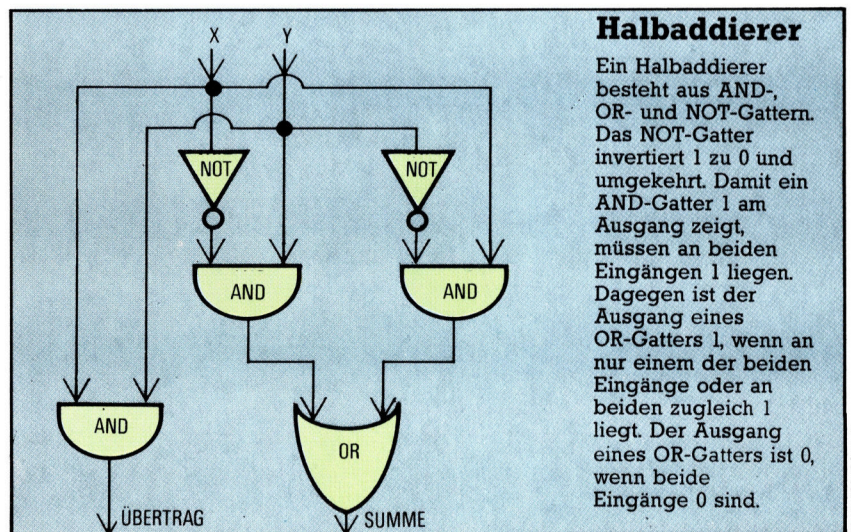 X Y
NOT NOT
AND AND
AND
OR
ÜBERTRAG SUMME
Halbaddierer
Ein Halbaddierer
besteht aus AND-,
OR- und NOT-Gattern.
Das NOT-Gatter
invertiert 1 zu 0 und
umgekehrt. Damit ein
AND-Gatter 1 am
Ausgang zeigt,
müssen an beiden
Eingängen 1 liegen.
Dagegen ist der
Ausgang eines
OR-Gatters 1, wenn an
nur einem der beiden
Eingänge oder an
beiden zugleich 1
liegt. Der Ausgang
eines OR-Gatters ist 0,
wenn beide
Eingänge 0 sind.